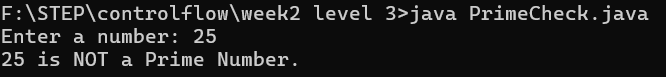 F:\STEP\controlflow\week2 level 3>java PrimeCheck.java
Enter a number: 25
25 is NOT a Prime Number.